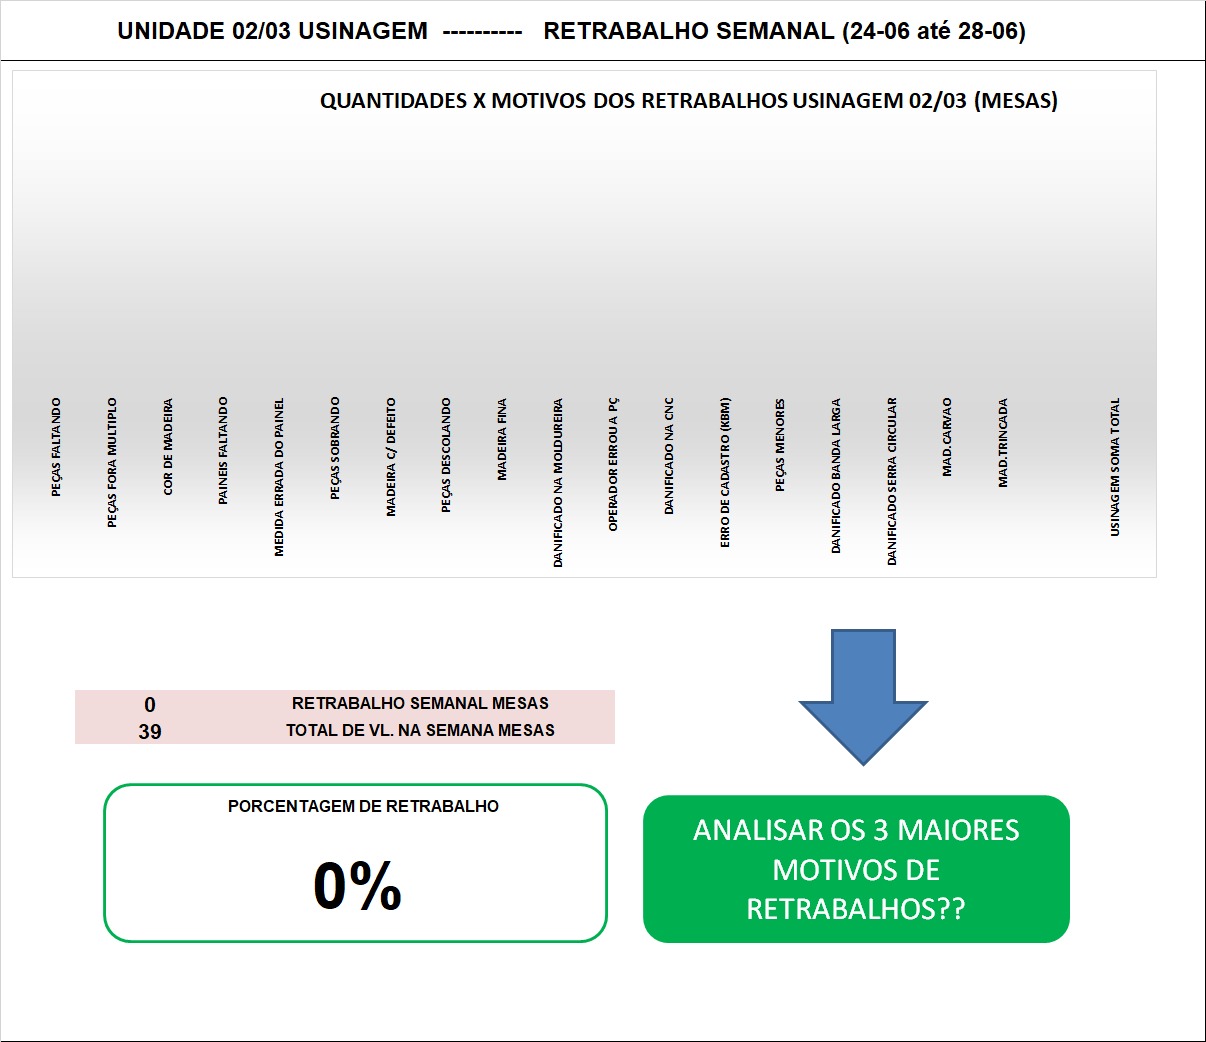 UNIDADE 02/03 USINAGEM ---------- RETRABALHO SEMANAL (24-06 até 28-06)
QUANTIDADES X MOTIVOS DOS RETRABALHOS USINAGEM 02/03 (MESAS)
PEÇAS FALTANDO
PEÇAS FORA MULTIPLO
COR DE MADEIRA
PAINEIS FALTANDO
MEDIDA ERRADA DO PAINEL
PEÇAS SOBRANDO
MADEIRA C/ DEFEITO
PEÇAS DESCOLANDO
MADEIRA FINA
DANIFICADO NA MOLDUREIRA
OPERADOR ERROU A PÇ
DANIFICADO NA CNC
ERRO DE CADASTRO (KBM)
PEÇAS MENORES
DANIFICADO BANDA LARGA
DANIFICADO SERRA CIRCULAR
MAD.CARVAO
MAD.TRINCADA
USINAGEM SOMA TOTAL
0 RETRABALHO SEMANAL MESAS
39 TOTAL DE VL. NA SEMANA MESAS
PORCENTAGEM DE RETRABALHO
0%
ANALISAR OS 3 MAIORES
MOTIVOS DE
RETRABALHOS??